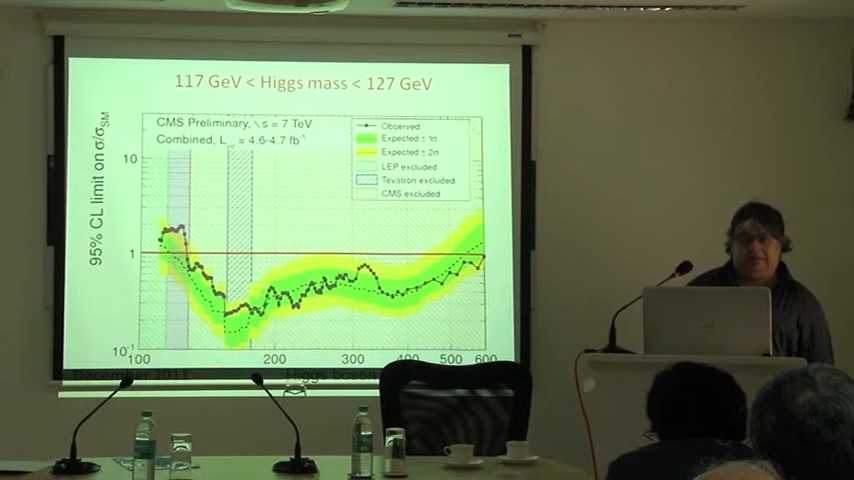 117 GeV < Higgs mass < 127 GeV
CMS Preliminary, √s = 7 TeV
Combined, L = 4.6-4.7 fb⁻¹
Observed
Expected ± 1σ
Expected ± 2σ
LEP excluded
Tevatron excluded
CMS excluded
95% CL limit on σ/σSM
10
1
10⁻¹
100
200
300
400
500
600
December 2011
Higgs boson